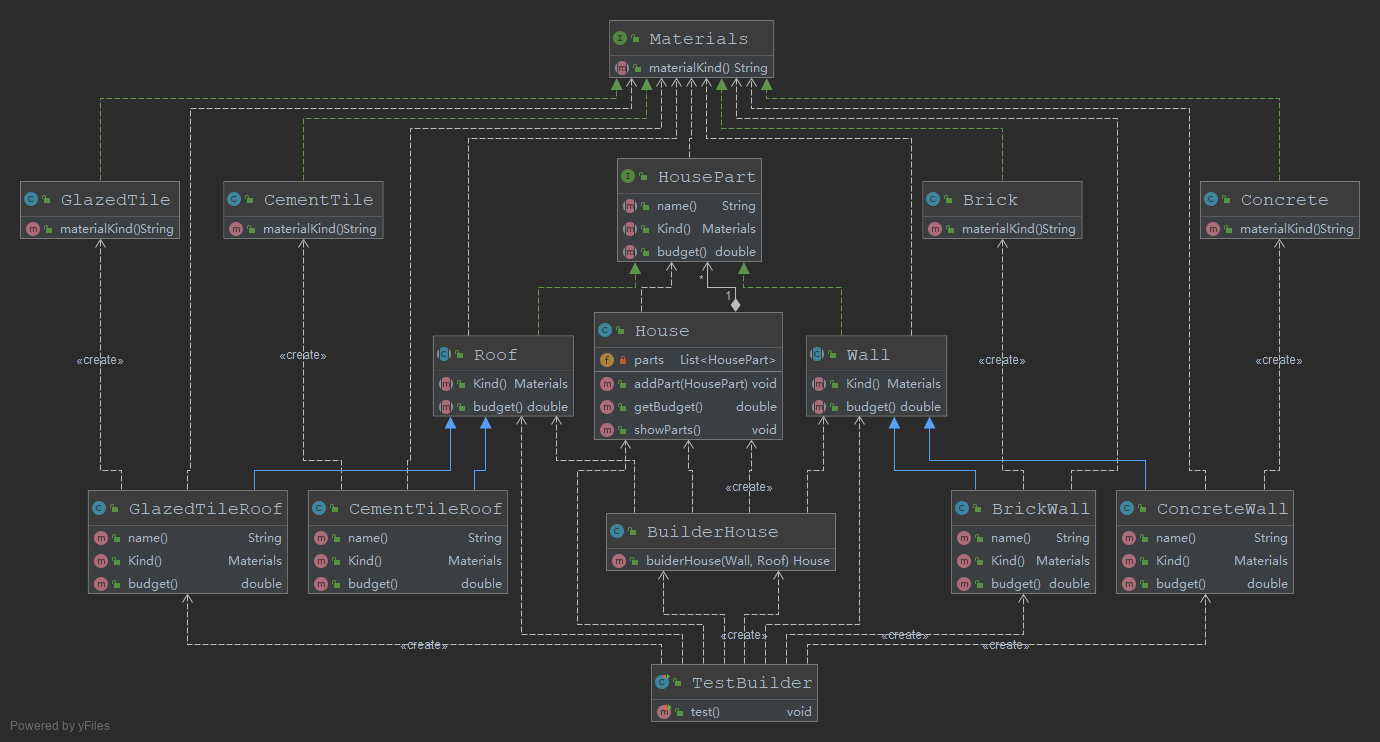 Materials
materialKind() String
GlazedTile
materialKind()String
CementTile
materialKind()String
HousePart
name() String
Kind() Materials
budget() double
Brick
materialKind()String
Concrete
materialKind()String
* 1
«create»
«create»
Roof
Kind() Materials
budget() double
House
parts List<HousePart>
addPart(HousePart) void
getBudget() double
showParts() void
Wall
Kind() Materials
budget() double
«create»
«create»
«create»
GlazedTileRoof
name() String
Kind() Materials
budget() double
CementTileRoof
name() String
Kind() Materials
budget() double
BuilderHouse
buiderHouse(Wall, Roof) House
BrickWall
name() String
Kind() Materials
budget() double
ConcreteWall
name() String
Kind() Materials
budget() double
«create»
«create»
«create»
«create»
TestBuilder
test() void
Powered by yFiles